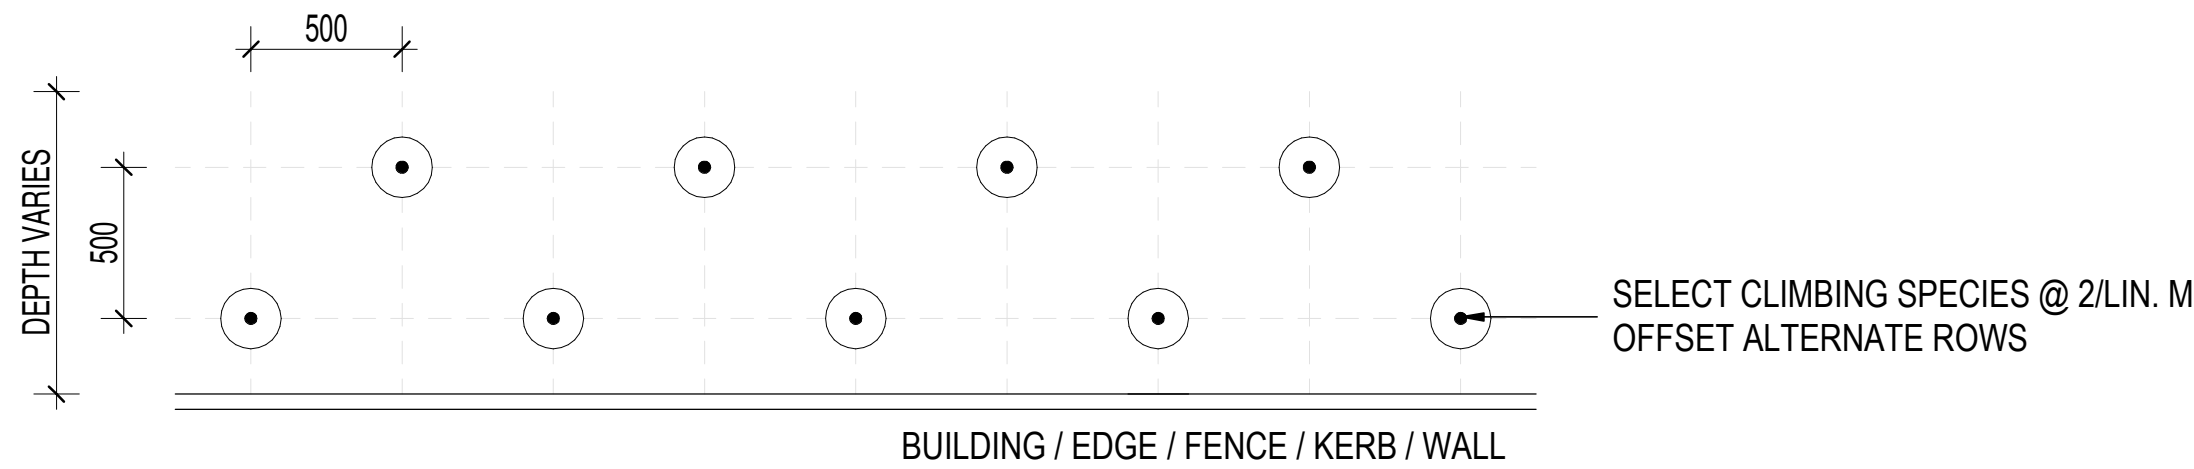 500
DEPTH VARIES
500
SELECT CLIMBING SPECIES @ 2/LIN. M
OFFSET ALTERNATE ROWS
BUILDING / EDGE / FENCE / KERB / WALL